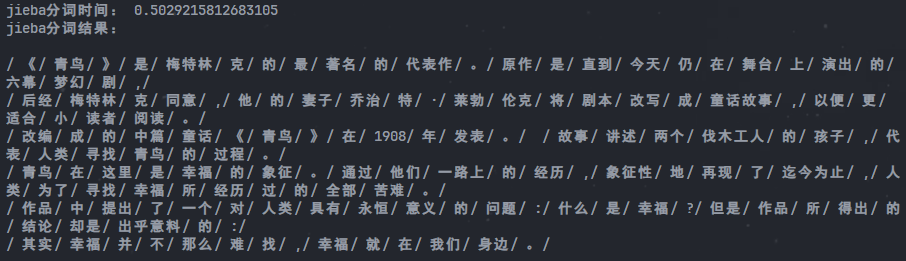 jieba分词时间： 0.5029215812683105
jieba分词结果：
/ 《/ 青鸟/ 》/ 是/ 梅特林/ 克/ 的/ 最/ 著名/ 的/ 代表作/ 。/ 原作/ 是/ 直到/ 今天/ 仍/ 在/ 舞台/ 上/ 演出/ 的/
六幕/ 梦幻/ 剧/ ,/
/ 后经/ 梅特林/ 克/ 同意/ ,/ 他/ 的/ 妻子/ 乔治/ 特/ ·/ 莱勃/ 伦克/ 将/ 剧本/ 改写/ 成/ 童话故事/ ,/ 以便/ 更/
适合/ 小/ 读者/ 阅读/ 。/
/ 改编/ 成/ 的/ 中篇/ 童话/ 《/ 青鸟/ 》/ 在/ 1908/ 年/ 发表/ 。/  / 故事/ 讲述/ 两个/ 伐木工人/ 的/ 孩子/ ,/ 代
表/ 人类/ 寻找/ 青鸟/ 的/ 过程/ 。/
/ 青鸟/ 在/ 这里/ 是/ 幸福/ 的/ 象征/ 。/ 通过/ 他们/ 一路上/ 的/ 经历/ ,/ 象征性/ 地/ 再现/ 了/ 迄今为止/ ,/ 人
类/ 为了/ 寻找/ 幸福/ 所/ 经历/ 过/ 的/ 全部/ 苦难/ 。/
/ 作品/ 中/ 提出/ 了/ 一个/ 对/ 人类/ 具有/ 永恒/ 意义/ 的/ 问题/ :/ 什么/ 是/ 幸福/ ?/ 但是/ 作品/ 所/ 得出/ 的
/ 结论/ 却是/ 出乎意料/ 的/ :/
/ 其实/ 幸福/ 并/ 不/ 那么/ 难/ 找/ ,/ 幸福/ 就/ 在/ 我们/ 身边/ 。/